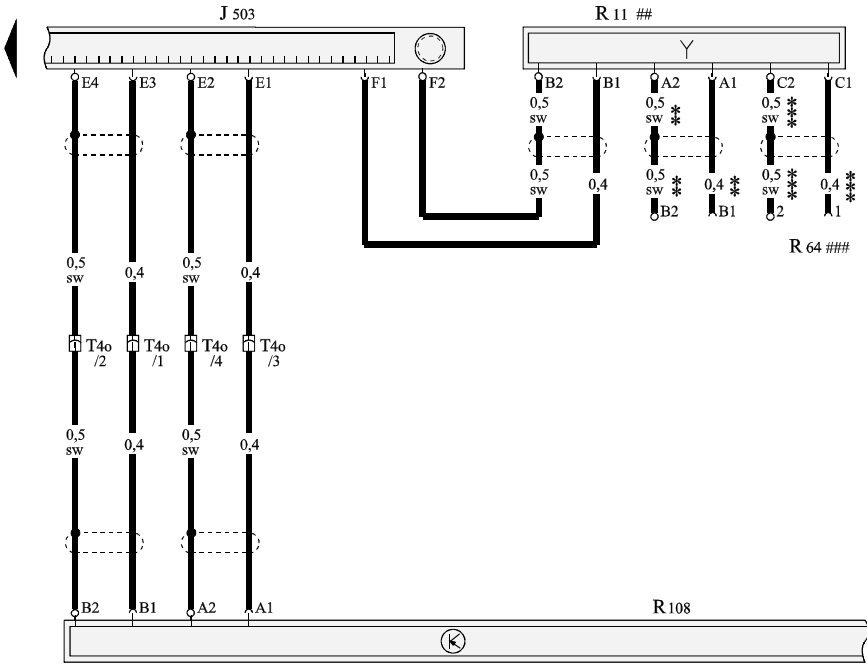 J 503
R 11 ##
E4 E3 E2 E1 F1 F2 B2 B1 A2 A1 C2 C1
0,5 0,5 0,5
sw sw ** sw ***
0,5 0,5 0,5
sw 0,4 sw ** 0,4 ** sw *** 0,4 ***
B2 B1 2 1
R 64 ###
0,5 0,5
sw 0,4 sw 0,4
T4o T4o T4o T4o
/2 /1 /4 /3
0,5 0,5
sw 0,4 sw 0,4
B2 B1 A2 A1
R 108